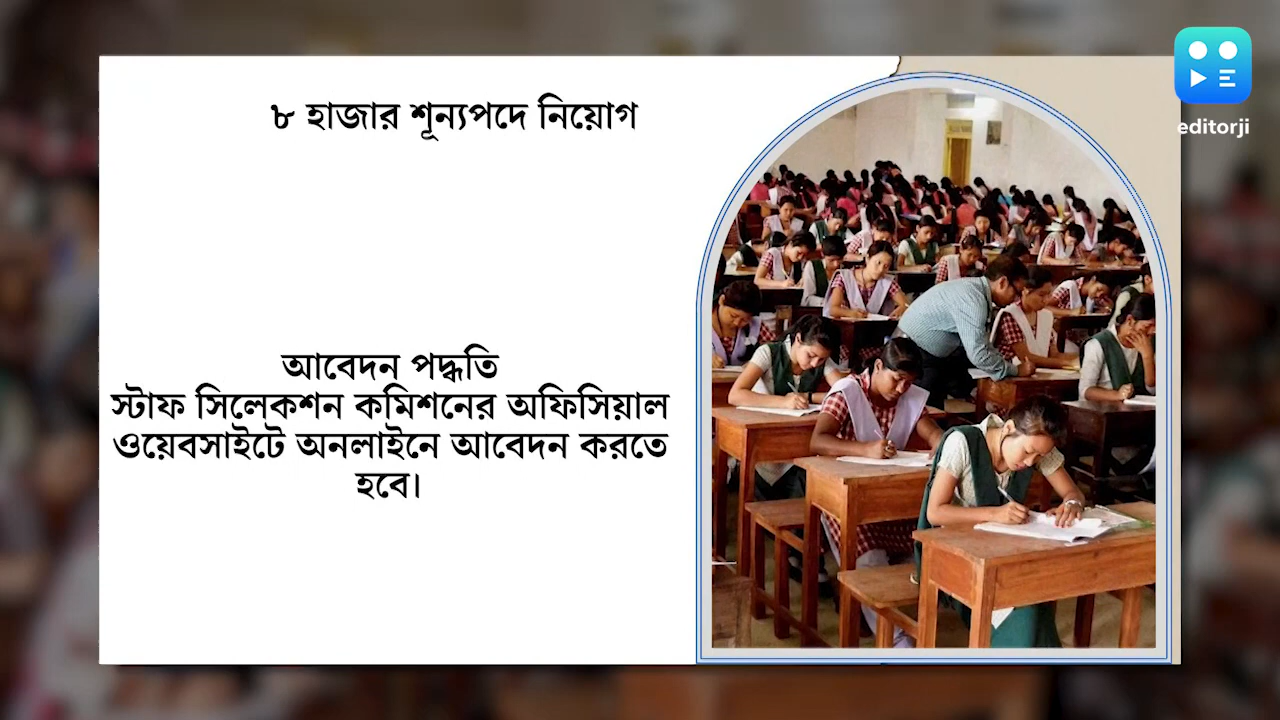 ৮ হাজার শূন্যপদে নিয়োগ
আবেদন পদ্ধতি
স্টাফ সিলেকশন কমিশনের অফিসিয়াল
ওয়েবসাইটে অনলাইনে আবেদন করতে
হবে।
editorji